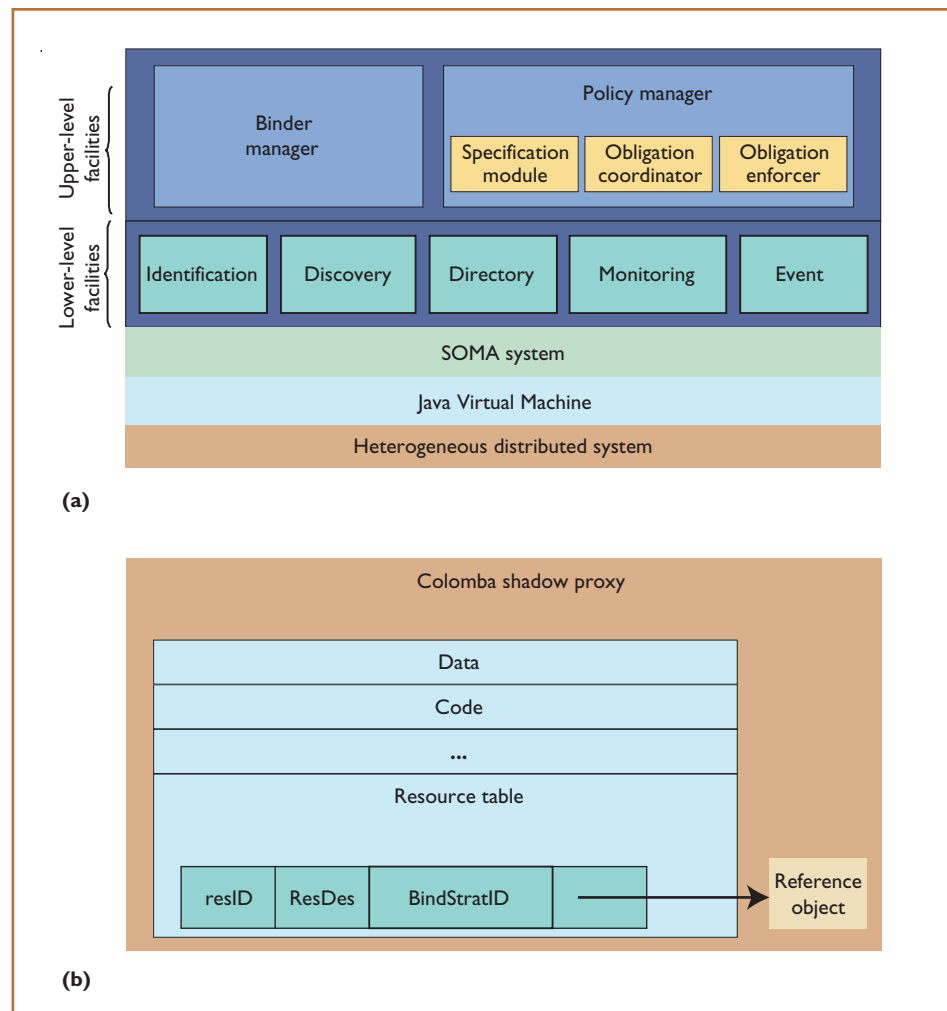 Upper-level
facilities
Binder
manager
Policy manager
Specification
module
Obligation
coordinator
Obligation
enforcer
Lower-level
facilities
Identification
Discovery
Directory
Monitoring
Event
SOMA system
Java Virtual Machine
Heterogeneous distributed system
(a)
Colomba shadow proxy
Data
Code
...
Resource table
resID
ResDes
BindStratID
Reference
object
(b)